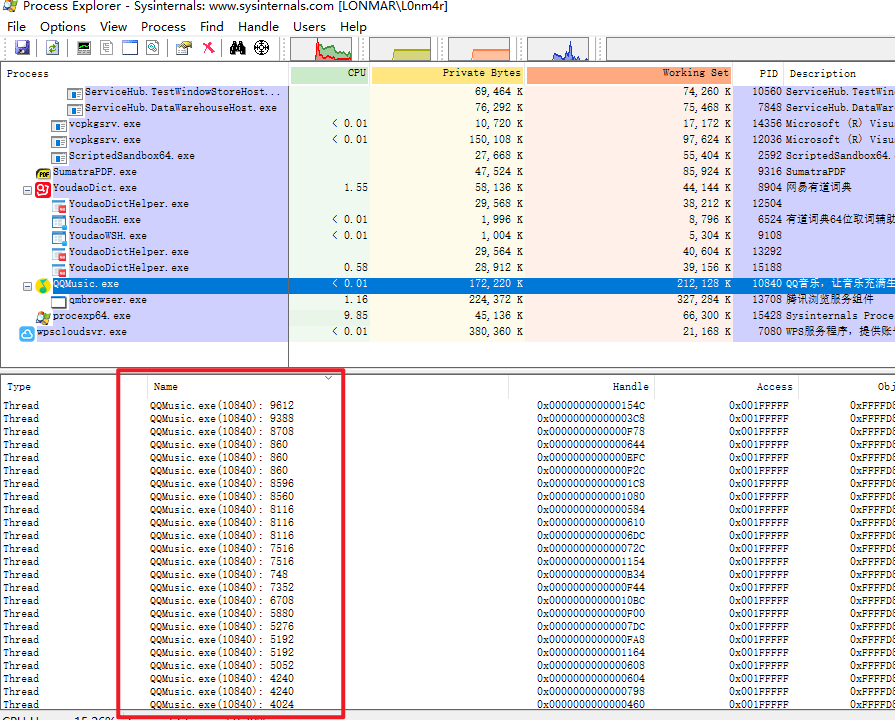 Process Explorer - Sysinternals: www.sysinternals.com [LONMAR\L0nm4r]
File Options View Process Find Handle Users Help
Process CPU Private Bytes Working Set PID Description
ServiceHub.TestWindowStoreHost... 69,464 K 74,260 K 10560 ServiceHub.TestWin
ServiceHub.DataWarehouseHost.exe 76,292 K 75,468 K 7848 ServiceHub.DataWar
vcpkgsrv.exe < 0.01 10,720 K 17,172 K 14356 Microsoft (R) Visu
vcpkgsrv.exe < 0.01 150,108 K 97,624 K 12036 Microsoft (R) Visu
ScriptedSandbox64.exe 27,668 K 55,404 K 2592 ScriptedSandbox64.
SumatraPDF.exe 47,524 K 85,924 K 9316 SumatraPDF
YoudaoDict.exe 1.55 58,136 K 44,144 K 8904 网易有道词典
YoudaoDictHelper.exe 29,568 K 38,212 K 12504
YoudaoEH.exe < 0.01 1,996 K 8,796 K 6524 有道词典64位取词辅助
YoudaoWSH.exe < 0.01 1,004 K 5,304 K 9108
YoudaoDictHelper.exe 29,564 K 40,604 K 13292
YoudaoDictHelper.exe 0.58 28,912 K 39,156 K 15188
QQMusic.exe < 0.01 172,220 K 212,128 K 10840 QQ音乐，让音乐充满生
qmbrowser.exe 1.16 224,372 K 327,284 K 13708 腾讯浏览服务组件
procexp64.exe 9.85 45,136 K 66,300 K 15428 Sysinternals Proce
wpscloudsvr.exe < 0.01 380,360 K 21,168 K 7080 WPS服务程序，提供账
Type Name Handle Access Obj
Thread QQMusic.exe(10840): 9612 0x000000000000154C 0x001FFFFF 0xFFFFD8
Thread QQMusic.exe(10840): 9388 0x00000000000003C8 0x001FFFFF 0xFFFFD8
Thread QQMusic.exe(10840): 8708 0x0000000000000F78 0x001FFFFF 0xFFFFD8
Thread QQMusic.exe(10840): 860 0x0000000000000644 0x001FFFFF 0xFFFFD8
Thread QQMusic.exe(10840): 860 0x0000000000000EFC 0x001FFFFF 0xFFFFD8
Thread QQMusic.exe(10840): 860 0x0000000000000F2C 0x001FFFFF 0xFFFFD8
Thread QQMusic.exe(10840): 8596 0x00000000000001C8 0x001FFFFF 0xFFFFD8
Thread QQMusic.exe(10840): 8560 0x0000000000001080 0x001FFFFF 0xFFFFD8
Thread QQMusic.exe(10840): 8116 0x0000000000000584 0x001FFFFF 0xFFFFD8
Thread QQMusic.exe(10840): 8116 0x0000000000000610 0x001FFFFF 0xFFFFD8
Thread QQMusic.exe(10840): 8116 0x00000000000006DC 0x001FFFFF 0xFFFFD8
Thread QQMusic.exe(10840): 7516 0x000000000000072C 0x001FFFFF 0xFFFFD8
Thread QQMusic.exe(10840): 7516 0x0000000000001154 0x001FFFFF 0xFFFFD8
Thread QQMusic.exe(10840): 748 0x0000000000000B34 0x001FFFFF 0xFFFFD8
Thread QQMusic.exe(10840): 7352 0x0000000000000F44 0x001FFFFF 0xFFFFD8
Thread QQMusic.exe(10840): 6708 0x00000000000010BC 0x001FFFFF 0xFFFFD8
Thread QQMusic.exe(10840): 5880 0x0000000000000F00 0x001FFFFF 0xFFFFD8
Thread QQMusic.exe(10840): 5276 0x00000000000007DC 0x001FFFFF 0xFFFFD8
Thread QQMusic.exe(10840): 5192 0x0000000000000FA8 0x001FFFFF 0xFFFFD8
Thread QQMusic.exe(10840): 5192 0x0000000000001164 0x001FFFFF 0xFFFFD8
Thread QQMusic.exe(10840): 5052 0x0000000000000608 0x001FFFFF 0xFFFFD8
Thread QQMusic.exe(10840): 4240 0x0000000000000604 0x001FFFFF 0xFFFFD8
Thread QQMusic.exe(10840): 4240 0x0000000000000798 0x001FFFFF 0xFFFFD8
Thread QQMusic.exe(10840): 4024 0x0000000000000460 0x001FFFFF 0xFFFFD8